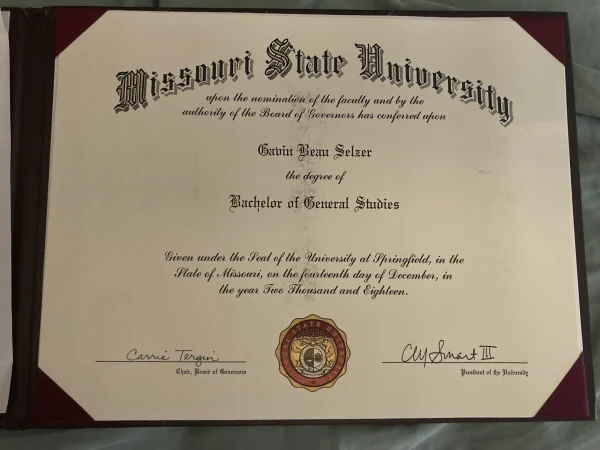 Missouri State University
upon the nomination of the faculty and by the
authority of the Board of Governors has conferred upon
Gavin Beau Selzer
the degree of
Bachelor of General Studies
Given under the Seal of the University at Springfield, in the
State of Missouri, on the fourteenth day of December, in
the year Two Thousand and Eighteen.
Carrie Tergin
Chair, Board of Governors
President of the University